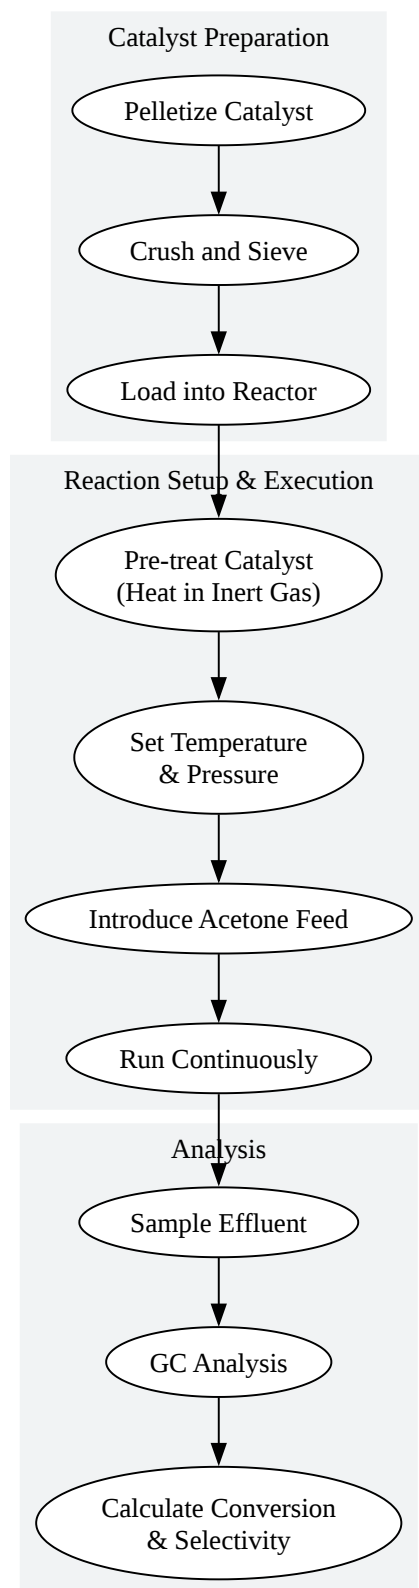 Catalyst Preparation
Pelletize Catalyst
Crush and Sieve
Load into Reactor
Reaction Setup & Execution
Pre-treat Catalyst
(Heat in Inert Gas)
Set Temperature
& Pressure
Introduce Acetone Feed
Run Continuously
Analysis
Sample Effluent
GC Analysis
Calculate Conversion
& Selectivity